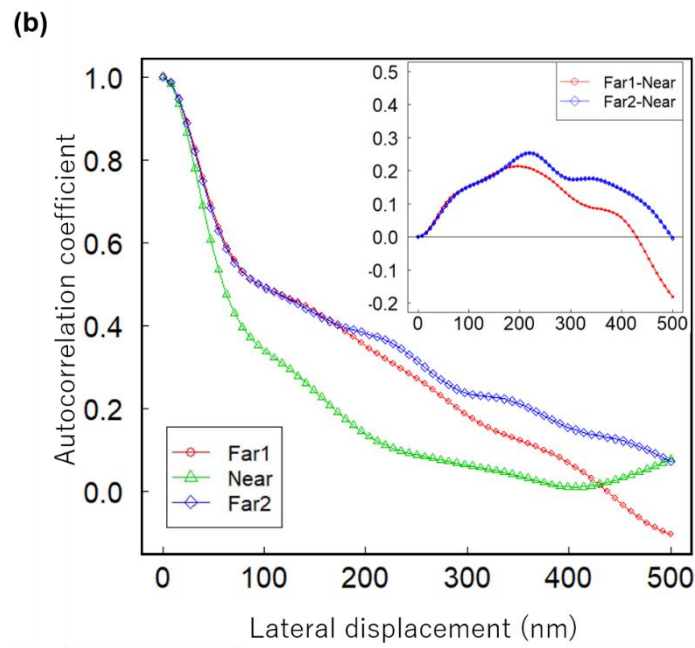 (b)
Autocorrelation coefficient
1.0
0.8
0.6
0.4
0.2
0.0
0 100 200 300 400 500
Lateral displacement (nm)
Far1
Near
Far2
0.5
0.4
0.3
0.2
0.1
0.0
-0.1
-0.2
0 100 200 300 400 500
Far1-Near
Far2-Near